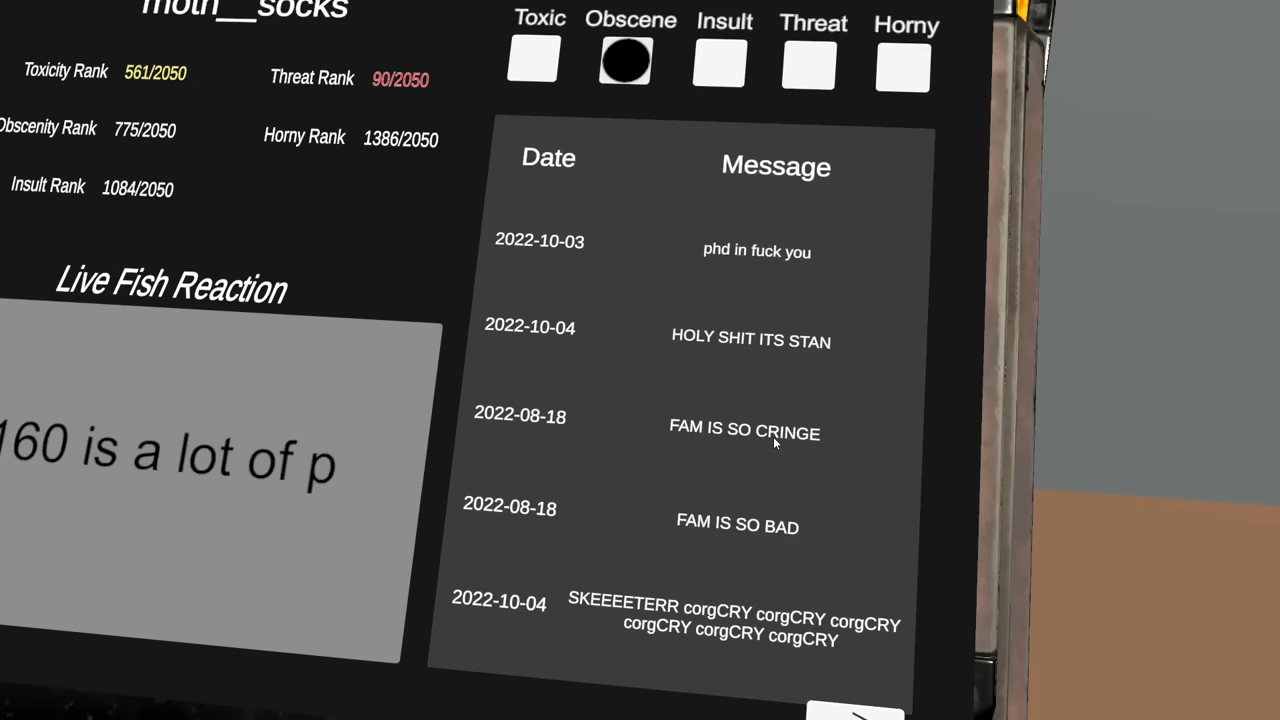 moth__socks
Toxicity Rank 561/2050
Threat Rank 90/2050
Obscenity Rank 775/2050
Horny Rank 1386/2050
Insult Rank 1084/2050
Live Fish Reaction
160 is a lot of p
Toxic Obscene Insult Threat Horny
Date Message
2022-10-03 phd in fuck you
2022-10-04 HOLY SHIT ITS STAN
2022-08-18 FAM IS SO CRINGE
2022-08-18 FAM IS SO BAD
2022-10-04 SKEEEETERR corgCRY corgCRY corgCRY
corgCRY corgCRY corgCRY